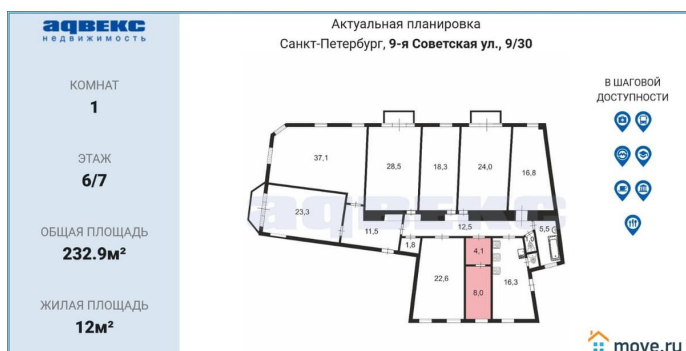 адвекс
НЕДВИЖИМОСТЬ
КОМНАТ
1
ЭТАЖ
6/7
ОБЩАЯ ПЛОЩАДЬ
232.9м²
ЖИЛАЯ ПЛОЩАДЬ
12м²
Актуальная планировка
Санкт-Петербург, 9-я Советская ул., 9/30
37,1
28,5
18,3
24,0
16,8
23,3
11,5
1,8
12,5
5,5
4,1
22,6
8,0
16,3
адвекс
В ШАГОВОЙ
ДОСТУПНОСТИ
move.ru